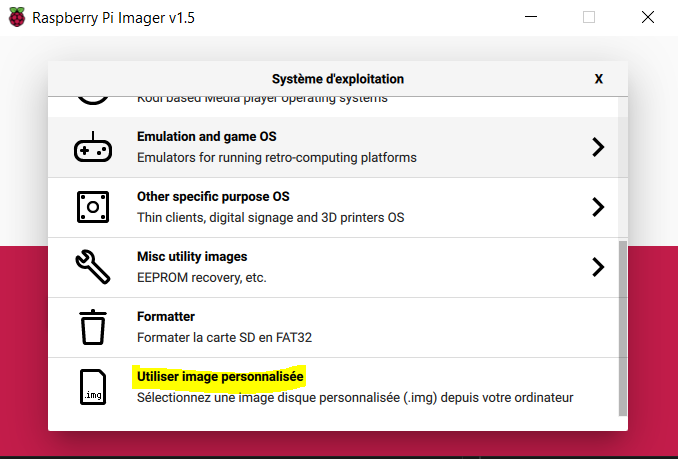 Raspberry Pi Imager v1.5
Système d'exploitation
X
Kodi based Media player operating systems
Emulation and game OS
Emulators for running retro-computing platforms
Other specific purpose OS
Thin clients, digital signage and 3D printers OS
Misc utility images
EEPROM recovery, etc.
Formatter
Formater la carte SD en FAT32
Utiliser image personnalisée
.img
Sélectionnez une image disque personnalisée (.img) depuis votre ordinateur